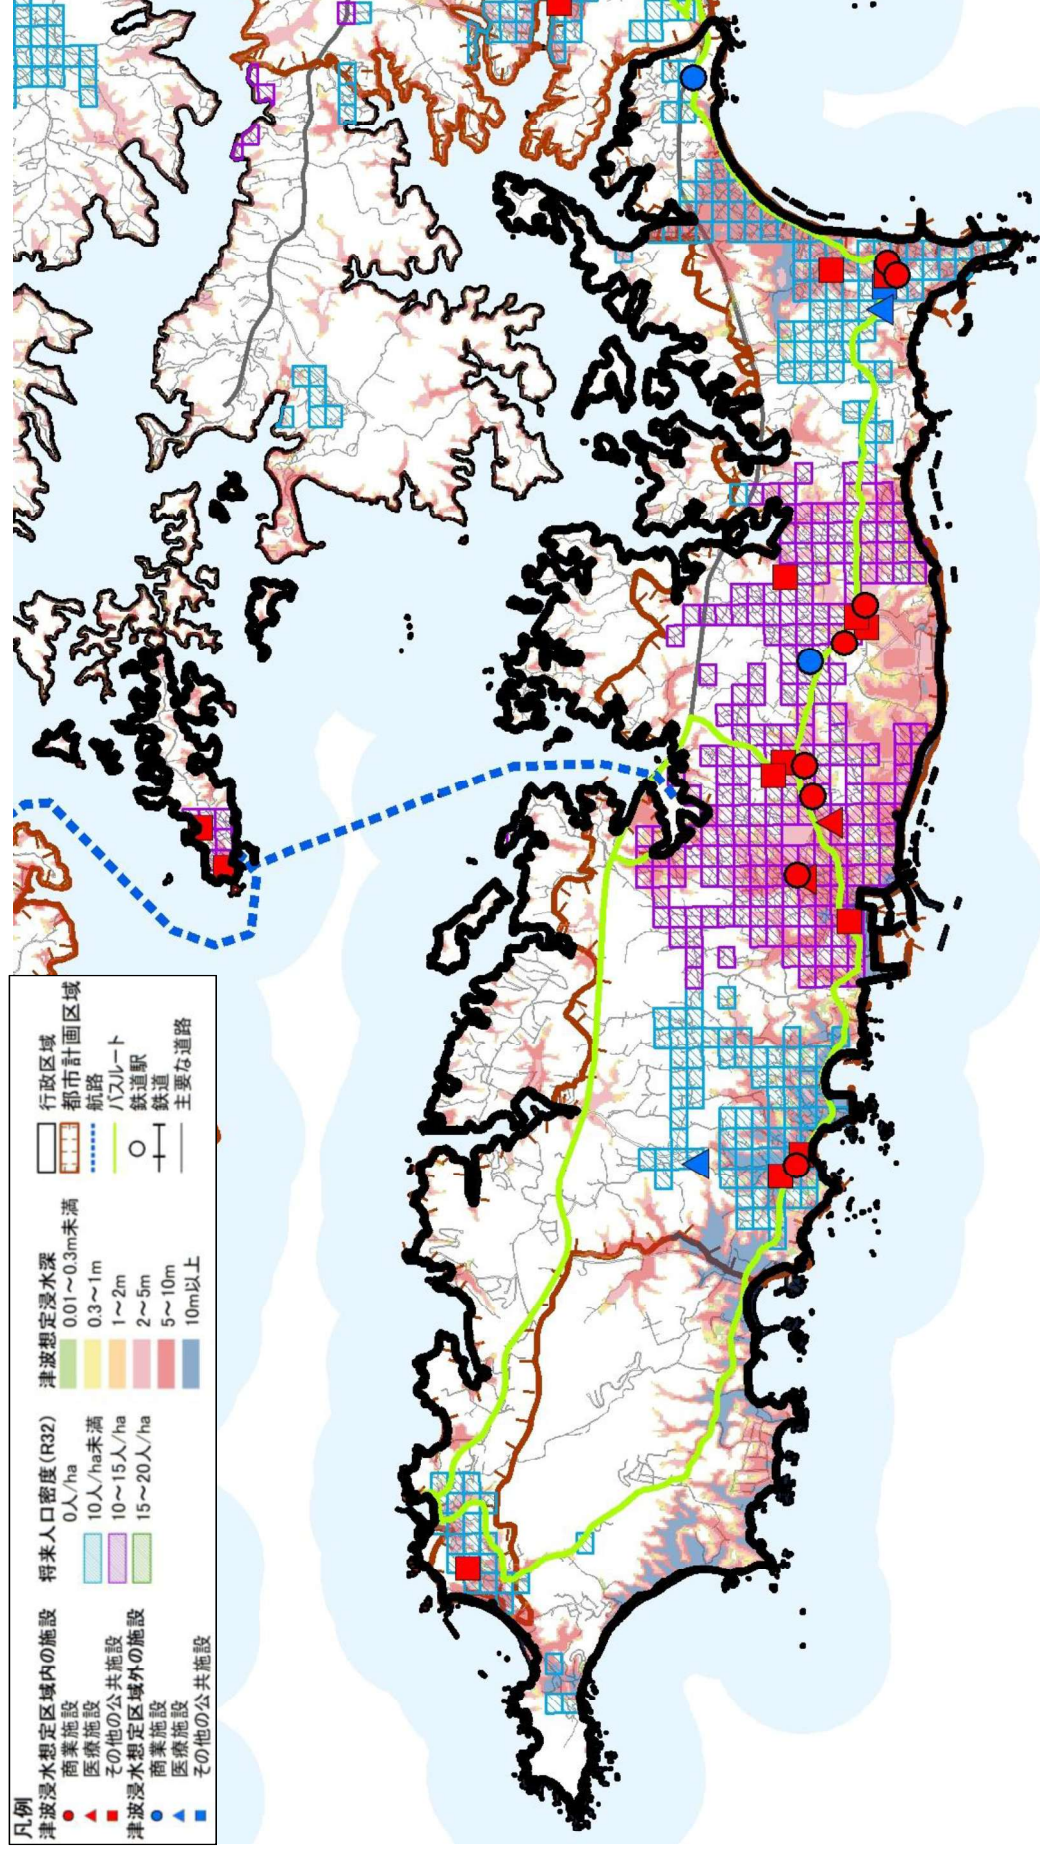 凡例
津波浸水想定区域内の施設
商業施設
医療施設
その他の公共施設
津波浸水想定区域外の施設
商業施設
医療施設
その他の公共施設
将来人口密度(R32)
0人/ha
10人/ha未満
10～15人/ha
15～20人/ha
津波想定浸水深
0.01～0.3m未満
0.3～1m
1～2m
2～5m
5～10m
10m以上
行政区域
都市計画区域
航路
バスルート
鉄道駅
鉄道
主要な道路